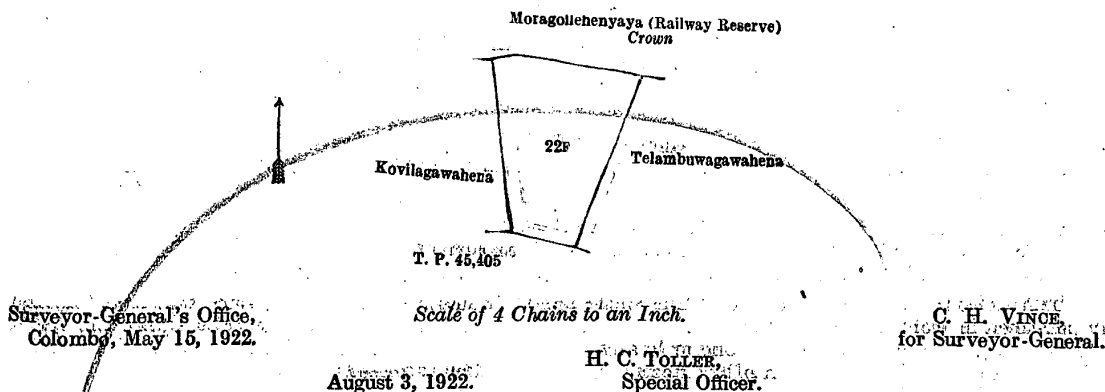 Moragollehenyaya (Railway Reserve)
Crown
22F
Kovilagawahena
Telambuwagawahena
T. P. 45,405
Surveyor-General's Office,
Colombo, May 15, 1922.
Scale of 4 Chains to an Inch.
C. H. VINCE,
for Surveyor-General.
H. C. TOLLER,
Special Officer.
August 3, 1922.